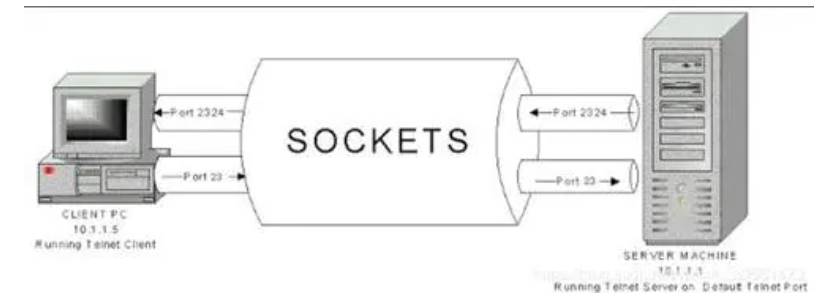 Port 2324
Port 2324
SOCKETS
Port 23
Port 23
CLIENT PC
10.1.1.5
Running Telnet Client
SERVER MACHINE
10.1.1.1
Running Telnet Server on Default Telnet Port